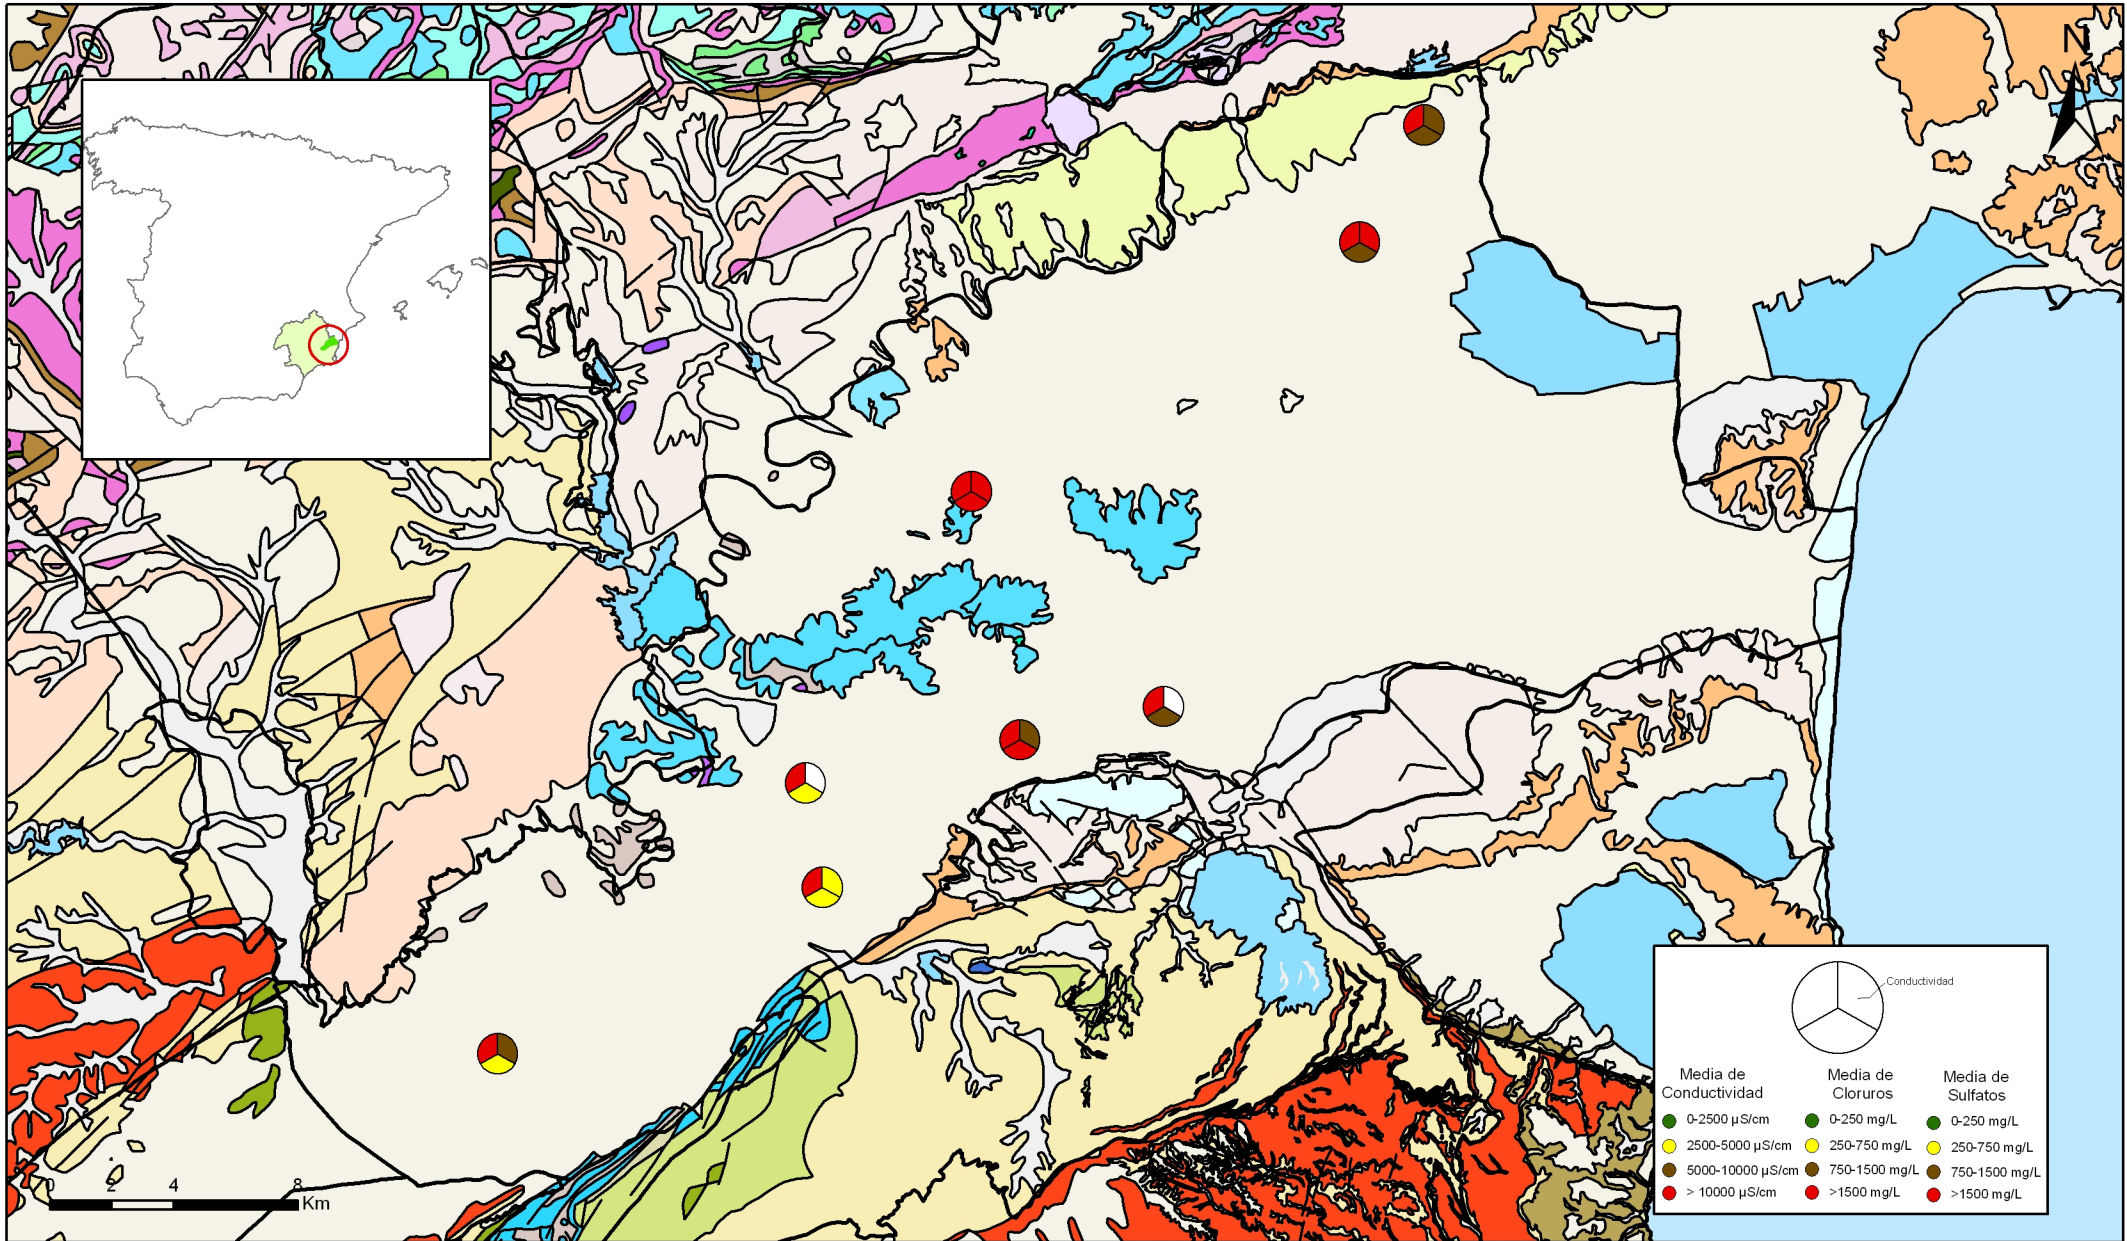 N
Conductividad
Media de
Conductividad
0-2500 µS/cm
2500-5000 µS/cm
5000-10000 µS/cm
> 10000 µS/cm
Media de
Cloruros
0-250 mg/L
250-750 mg/L
750-1500 mg/L
>1500 mg/L
Media de
Sulfatos
0-250 mg/L
250-750 mg/L
750-1500 mg/L
>1500 mg/L
0 2 4 8
Km